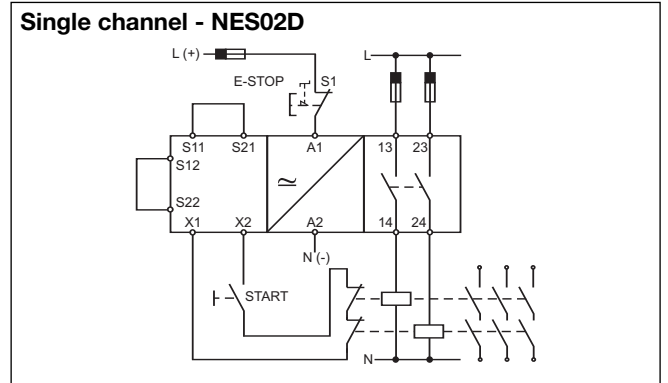 Single channel - NES02D
L (+)
L
E-STOP
S1
S11
S21
A1
13
23
S12
≃
S22
X1
X2
A2
14
24
N (-)
START
N